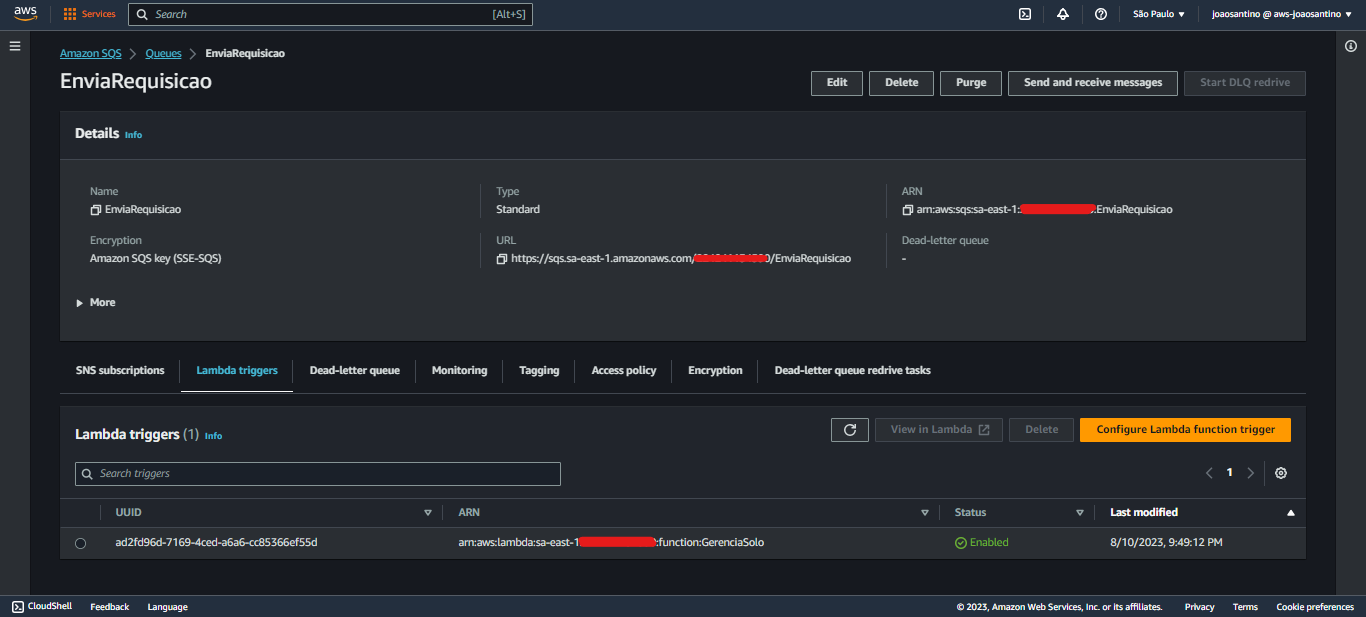 aws Services Search [Alt+S] São Paulo joaosantino @ aws-joaosantino
Amazon SQS Queues EnviaRequisicao
EnviaRequisicao Edit Delete Purge Send and receive messages Start DLQ redrive
Details Info
Name Type ARN
EnviaRequisicao Standard arn:aws:sqs:sa-east-1: :EnviaRequisicao
Encryption URL Dead-letter queue
Amazon SQS key (SSE-SQS) https://sqs.sa-east-1.amazonaws.com/ /EnviaRequisicao -
More
SNS subscriptions Lambda triggers Dead-letter queue Monitoring Tagging Access policy Encryption Dead-letter queue redrive tasks
Lambda triggers (1) Info View in Lambda Delete Configure Lambda function trigger
Search triggers 1
UUID ARN Status Last modified
ad2fd96d-7169-4ced-a6a6-cc85366ef55d arn:aws:lambda:sa-east-1 :function:GerenciaSolo Enabled 8/10/2023, 9:49:12 PM
CloudShell Feedback Language © 2023, Amazon Web Services, Inc. or its affiliates. Privacy Terms Cookie preferences